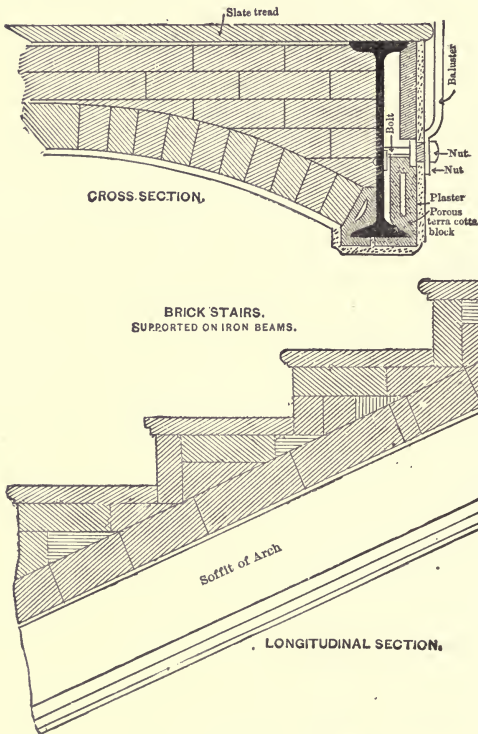 Slate tread
Baluster
Bolt
Nut.
Nut
Plaster
Porous
terra cotta
block
CROSS-SECTION.
BRICK STAIRS.
SUPPORTED ON IRON BEAMS.
Soffit of Arch
LONGITUDINAL SECTION.